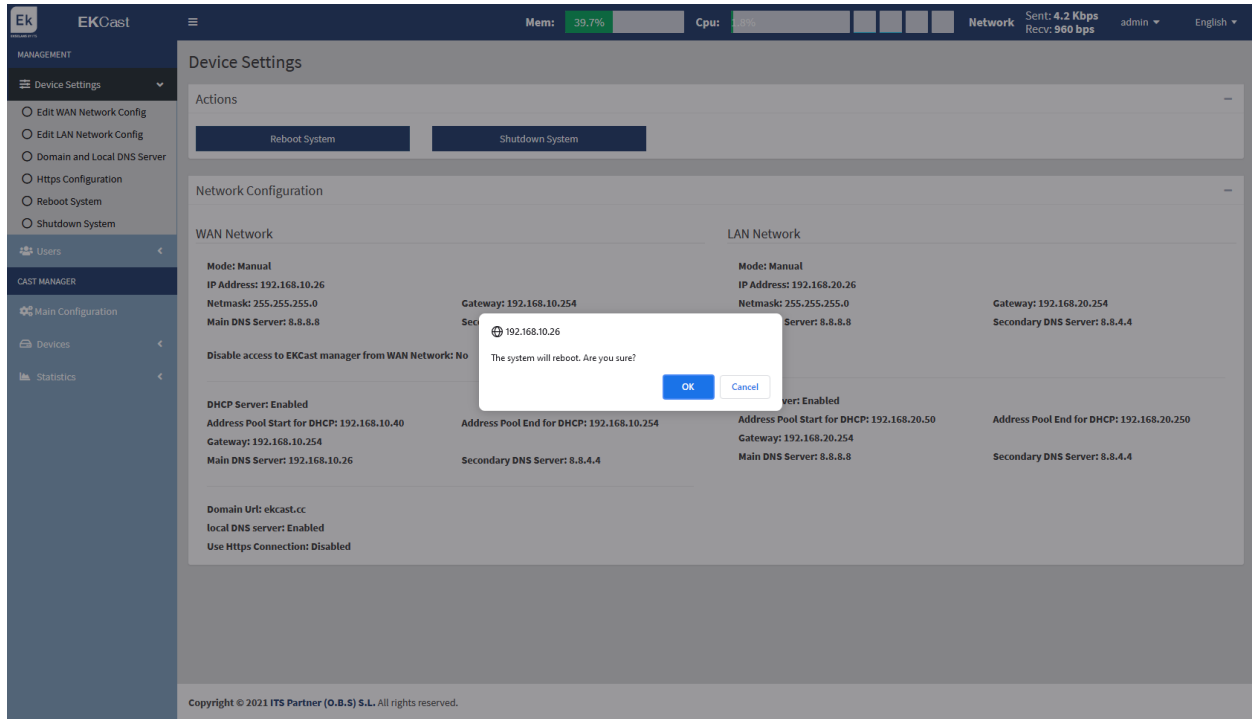 Ek
EKCast
Mem: 39.7%
Cpu: 1.8%
Network
Sent: 4.2 Kbps
Recv: 960 bps
admin
English
MANAGEMENT
Device Settings
Edit WAN Network Config
Edit LAN Network Config
Domain and Local DNS Server
Https Configuration
Reboot System
Shutdown System
Users
CAST MANAGER
Main Configuration
Devices
Statistics
Device Settings
Actions
Reboot System
Shutdown System
Network Configuration
WAN Network
Mode: Manual
IP Address: 192.168.10.26
Netmask: 255.255.255.0
Gateway: 192.168.10.254
Main DNS Server: 8.8.8.8
Sec
Disable access to EKCast manager from WAN Network: No
DHCP Server: Enabled
Address Pool Start for DHCP: 192.168.10.40
Address Pool End for DHCP: 192.168.10.254
Gateway: 192.168.10.254
Main DNS Server: 192.168.10.26
Secondary DNS Server: 8.8.4.4
Domain Url: ekcast.cc
local DNS server: Enabled
Use Https Connection: Disabled
LAN Network
Mode: Manual
IP Address: 192.168.20.26
Netmask: 255.255.255.0
Gateway: 192.168.20.254
Server: 8.8.8.8
Secondary DNS Server: 8.8.4.4
ver: Enabled
Address Pool Start for DHCP: 192.168.20.50
Address Pool End for DHCP: 192.168.20.250
Gateway: 192.168.20.254
Main DNS Server: 8.8.8.8
Secondary DNS Server: 8.8.4.4
192.168.10.26
The system will reboot. Are you sure?
OK
Cancel
Copyright © 2021 ITS Partner (O.B.S) S.L. All rights reserved.